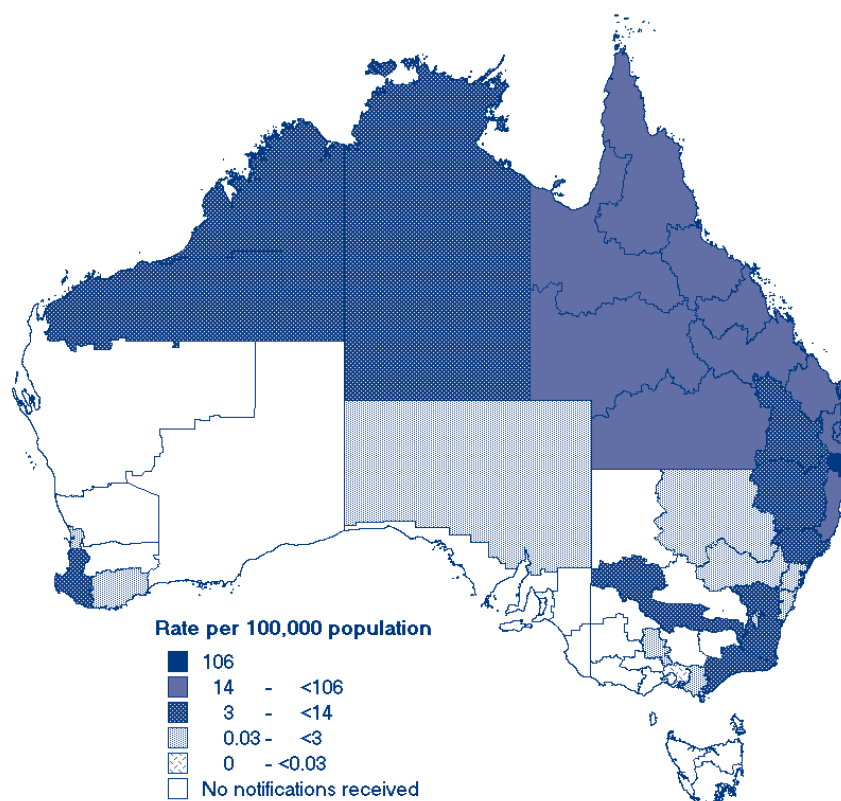 Rate per 100,000 population
106
14 - <106
3 - <14
0.03 - <3
0 - <0.03
No notifications received